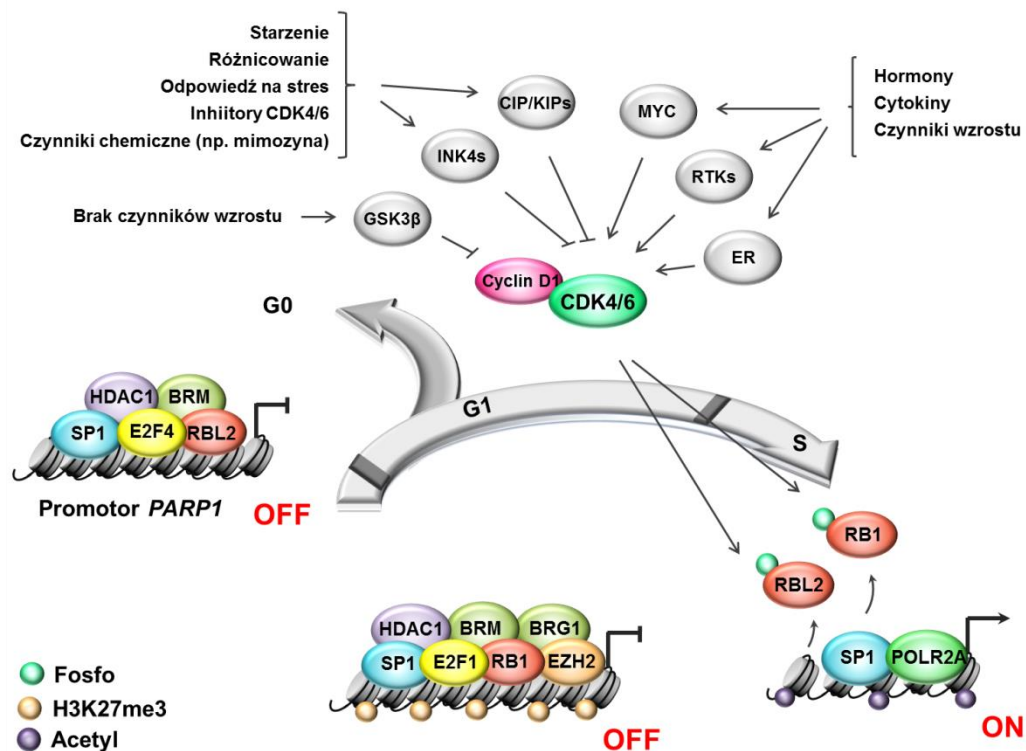 Starzenie
Różnicowanie
Odpowiedź na stres
Inhiitory CDK4/6
Czynniki chemiczne (np. mimozyna)
Brak czynników wzrostu
CIP/KIPs
INK4s
GSK3β
MYC
RTKs
ER
Hormony
Cytokiny
Czynniki wzrostu
Cyclin D1
CDK4/6
G0
G1
S
HDAC1
BRM
SP1
E2F4
RBL2
Promotor PARP1
OFF
RB1
RBL2
HDAC1
BRM
BRG1
SP1
E2F1
RB1
EZH2
OFF
SP1
POLR2A
ON
Fosfo
H3K27me3
Acetyl